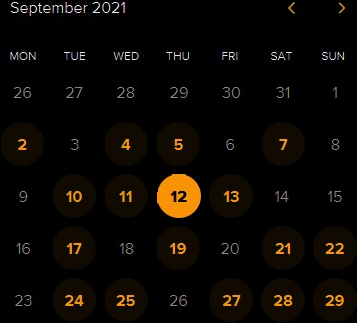 September 2021
MON TUE WED THU FRI SAT SUN
26 27 28 29 30 31 1
2 3 4 5 6 7 8
9 10 11 12 13 14 15
16 17 18 19 20 21 22
23 24 25 26 27 28 29